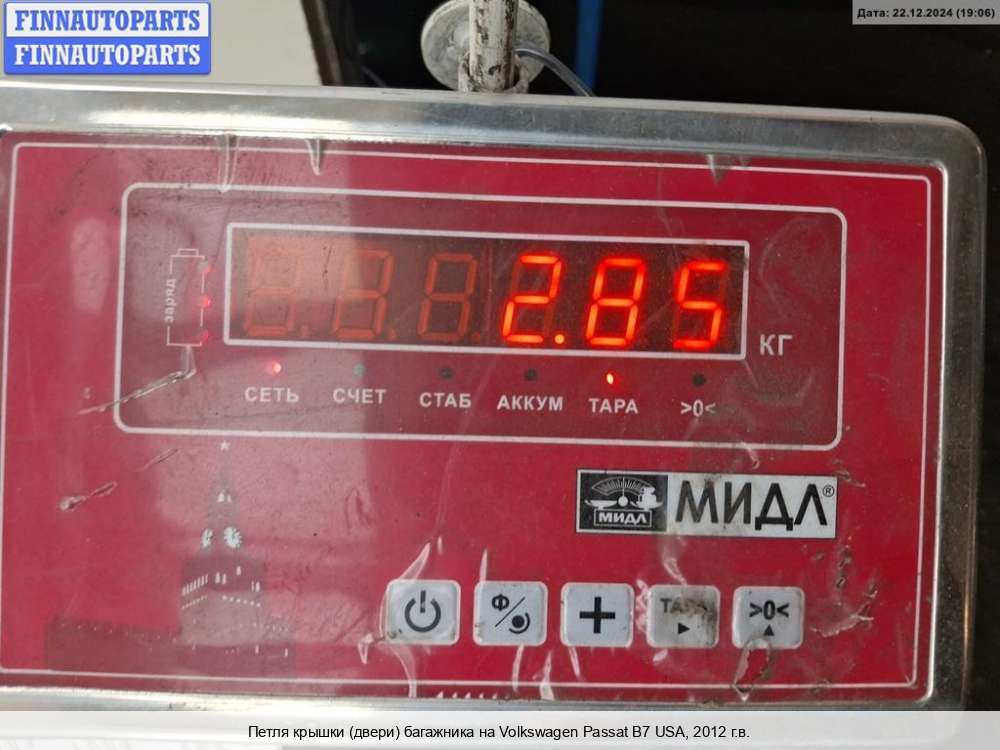 FINNAUTOPARTS
FINNAUTOPARTS
Дата: 22.12.2024 (19:06)
заряд
2.85
КГ
СЕТЬ СЧЕТ СТАБ АККУМ ТАРА >0<
МИДЛ МИДЛ®
Ф ТАРА >0<
Петля крышки (двери) багажника на Volkswagen Passat B7 USA, 2012 г.в.